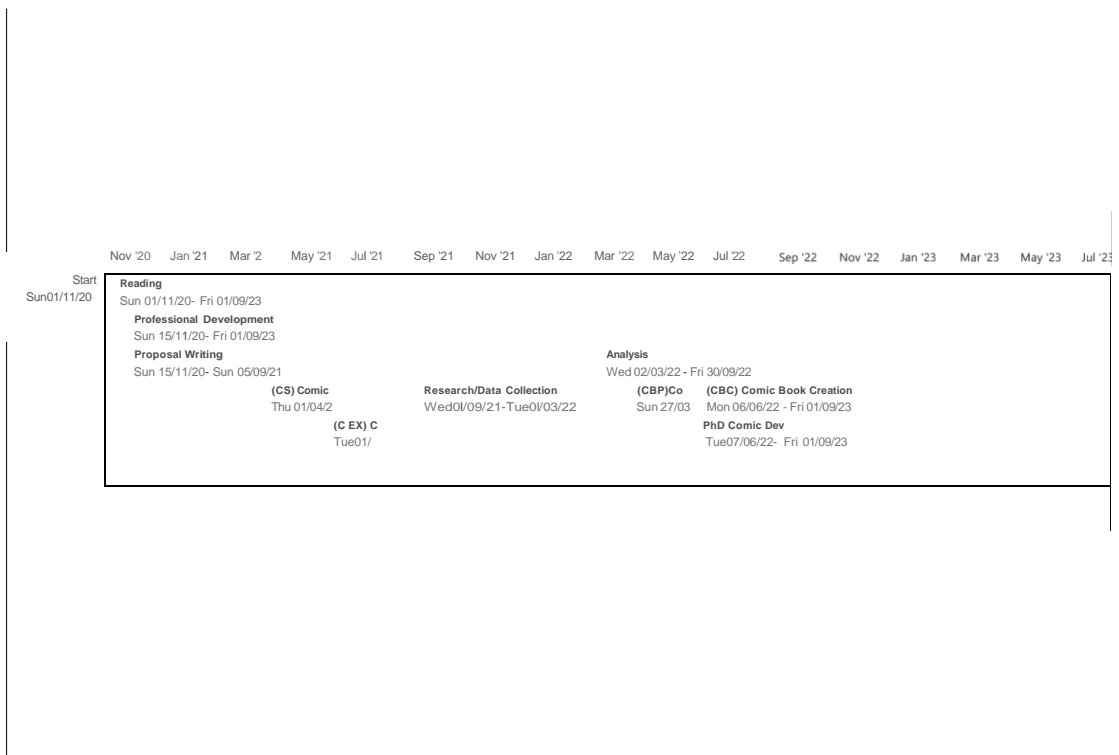 Nov '20 Jan '21 Mar '2 May '21 Jul '21 Sep '21 Nov '21 Jan '22 Mar '22 May '22 Jul '22 Sep '22 Nov '22 Jan '23 Mar '23 May '23 Jul '23
Start
Sun01/11/20
Reading
Sun 01/11/20- Fri 01/09/23
Professional Development
Sun 15/11/20- Fri 01/09/23
Proposal Writing Analysis
Sun 15/11/20- Sun 05/09/21 Wed 02/03/22 - Fri 30/09/22
(CS) Comic Research/Data Collection (CBP)Co (CBC) Comic Book Creation
Thu 01/04/2 Wed0l/09/21-Tue0l/03/22 Sun 27/03 Mon 06/06/22 - Fri 01/09/23
(C EX) C PhD Comic Dev
Tue01/ Tue07/06/22- Fri 01/09/23